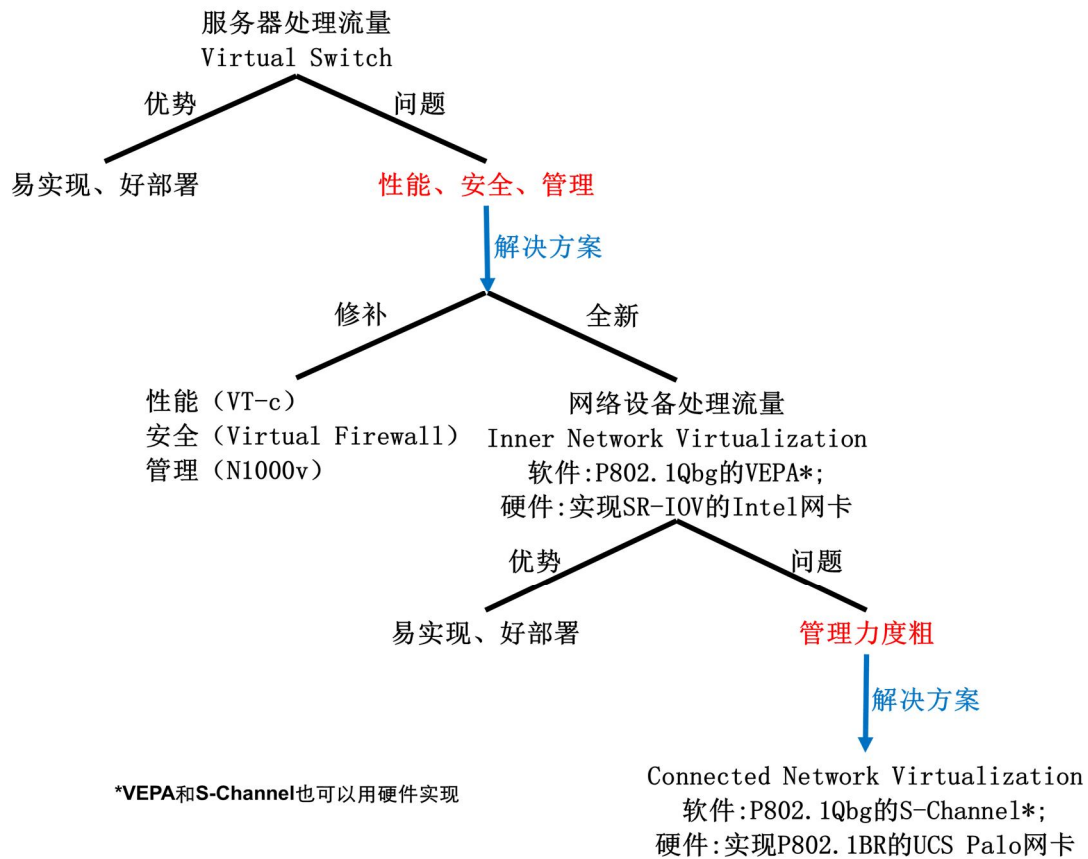 服务器处理流量
Virtual Switch
优势
问题
易实现、好部署
性能、安全、管理
解决方案
修补
全新
性能（VT-c）
安全（Virtual Firewall）
管理（N1000v）
网络设备处理流量
Inner Network Virtualization
软件:P802.1Qbg的VEPA*;
硬件:实现SR-IOV的Intel网卡
优势
问题
易实现、好部署
管理力度粗
解决方案
Connected Network Virtualization
软件:P802.1Qbg的S-Channel*;
硬件:实现P802.1BR的UCS Palo网卡
*VEPA和S-Channel也可以用硬件实现